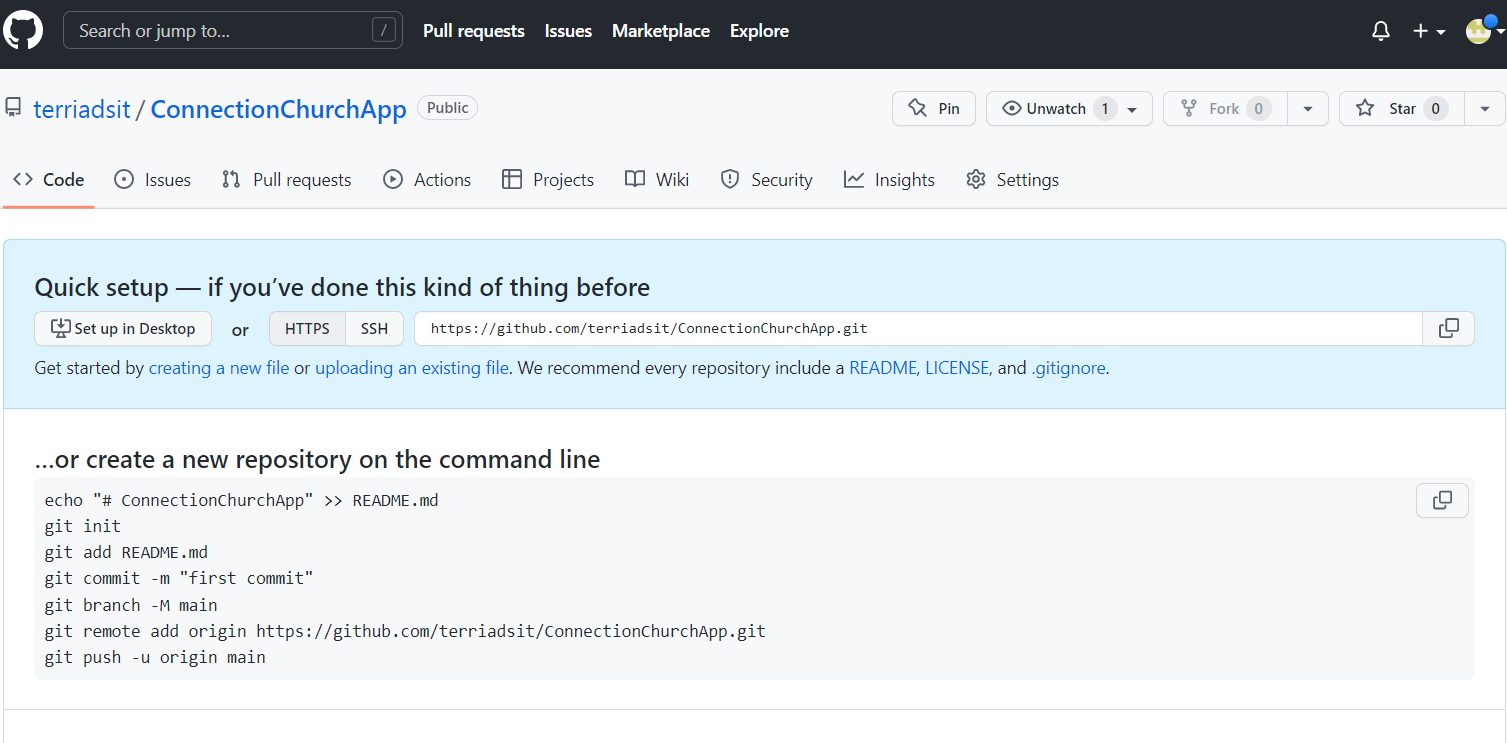 Search or jump to... /
Pull requests Issues Marketplace Explore
terriadsit / ConnectionChurchApp Public
Pin Unwatch 1 Fork 0 Star 0
Code Issues Pull requests Actions Projects Wiki Security Insights Settings
Quick setup — if you’ve done this kind of thing before
Set up in Desktop or HTTPS SSH https://github.com/terriadsit/ConnectionChurchApp.git
Get started by creating a new file or uploading an existing file. We recommend every repository include a README, LICENSE, and .gitignore.
…or create a new repository on the command line
echo "# ConnectionChurchApp" >> README.md
git init
git add README.md
git commit -m "first commit"
git branch -M main
git remote add origin https://github.com/terriadsit/ConnectionChurchApp.git
git push -u origin main